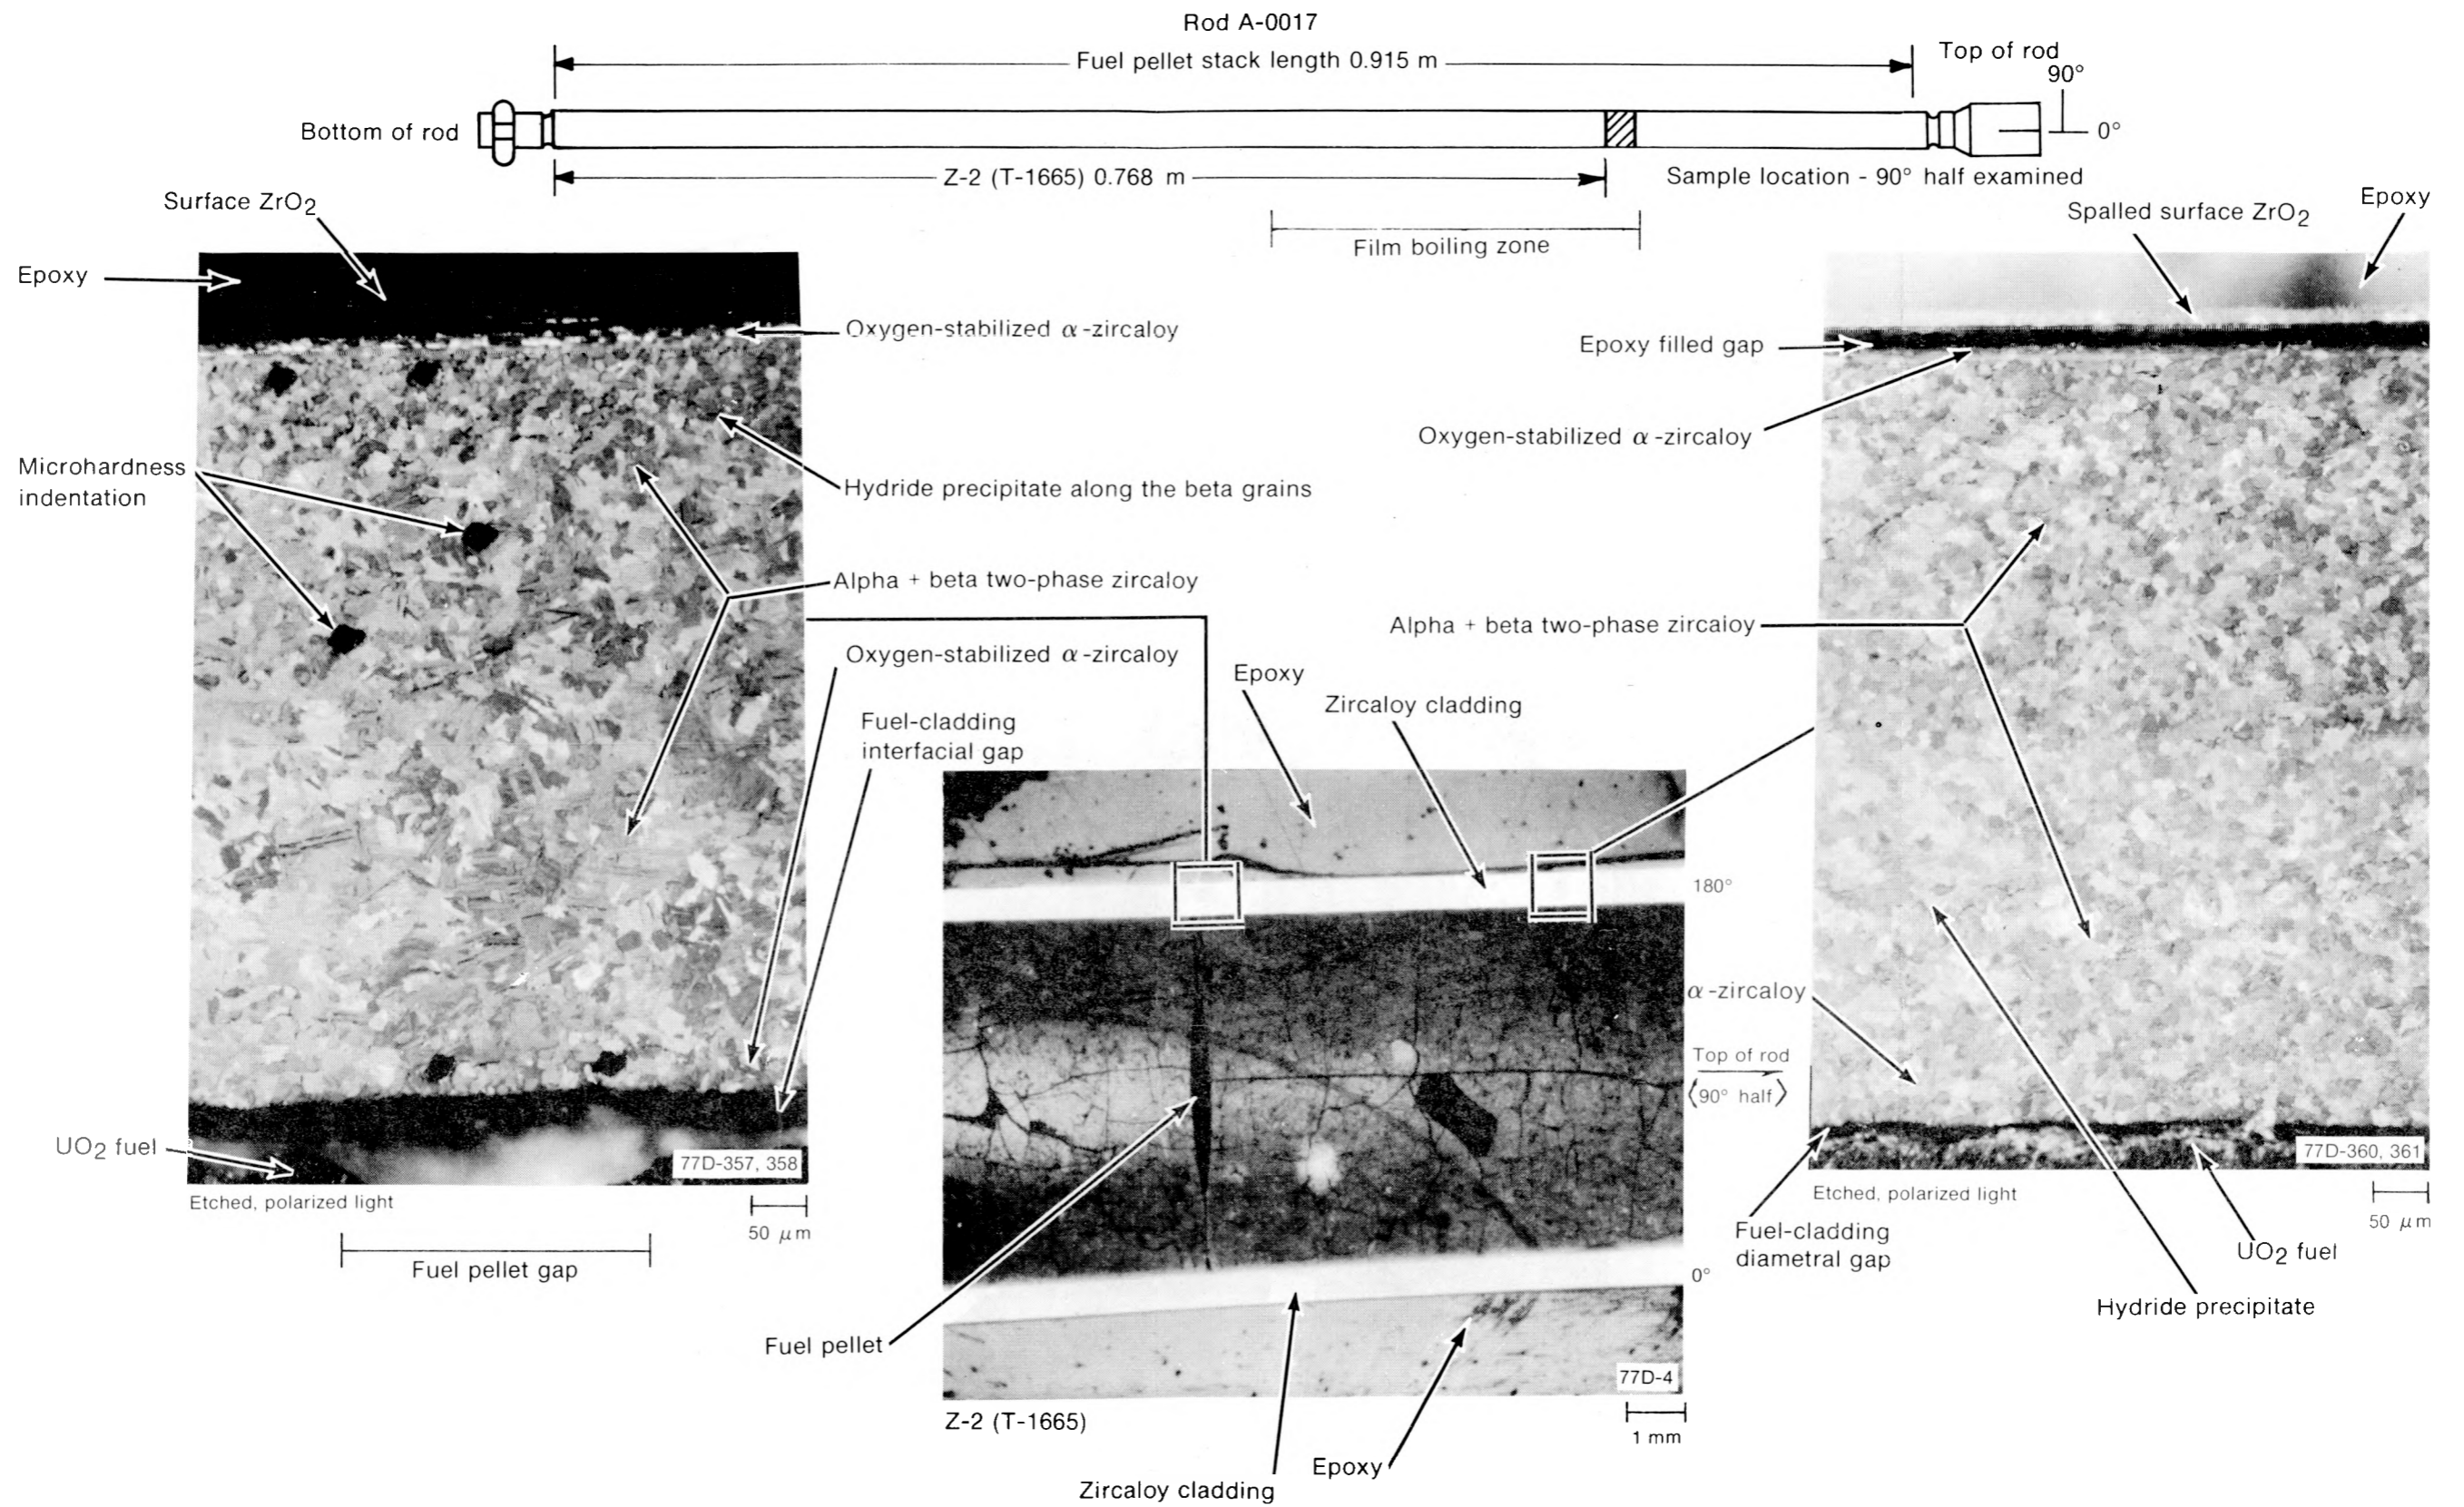 Rod A-0017
Fuel pellet stack length 0.915 m
Top of rod
90°
Bottom of rod
0°
Z-2 (T-1665) 0.768 m
Sample location - 90° half examined
Film boiling zone
Surface ZrO2
Epoxy
Oxygen-stabilized α-zircaloy
Microhardness
indentation
Hydride precipitate along the beta grains
Alpha + beta two-phase zircaloy
Oxygen-stabilized α-zircaloy
Fuel-cladding
interfacial gap
UO2 fuel
77D-357, 358
Etched, polarized light
50 μm
Fuel pellet gap
Epoxy
Zircaloy cladding
180°
Top of rod
(90° half)
0°
Fuel pellet
77D-4
Z-2 (T-1665)
1 mm
Epoxy
Zircaloy cladding
Spalled surface ZrO2
Epoxy
Epoxy filled gap
Oxygen-stabilized α-zircaloy
Alpha + beta two-phase zircaloy
α-zircaloy
77D-360, 361
Etched, polarized light
50 μm
Fuel-cladding
diametral gap
UO2 fuel
Hydride precipitate